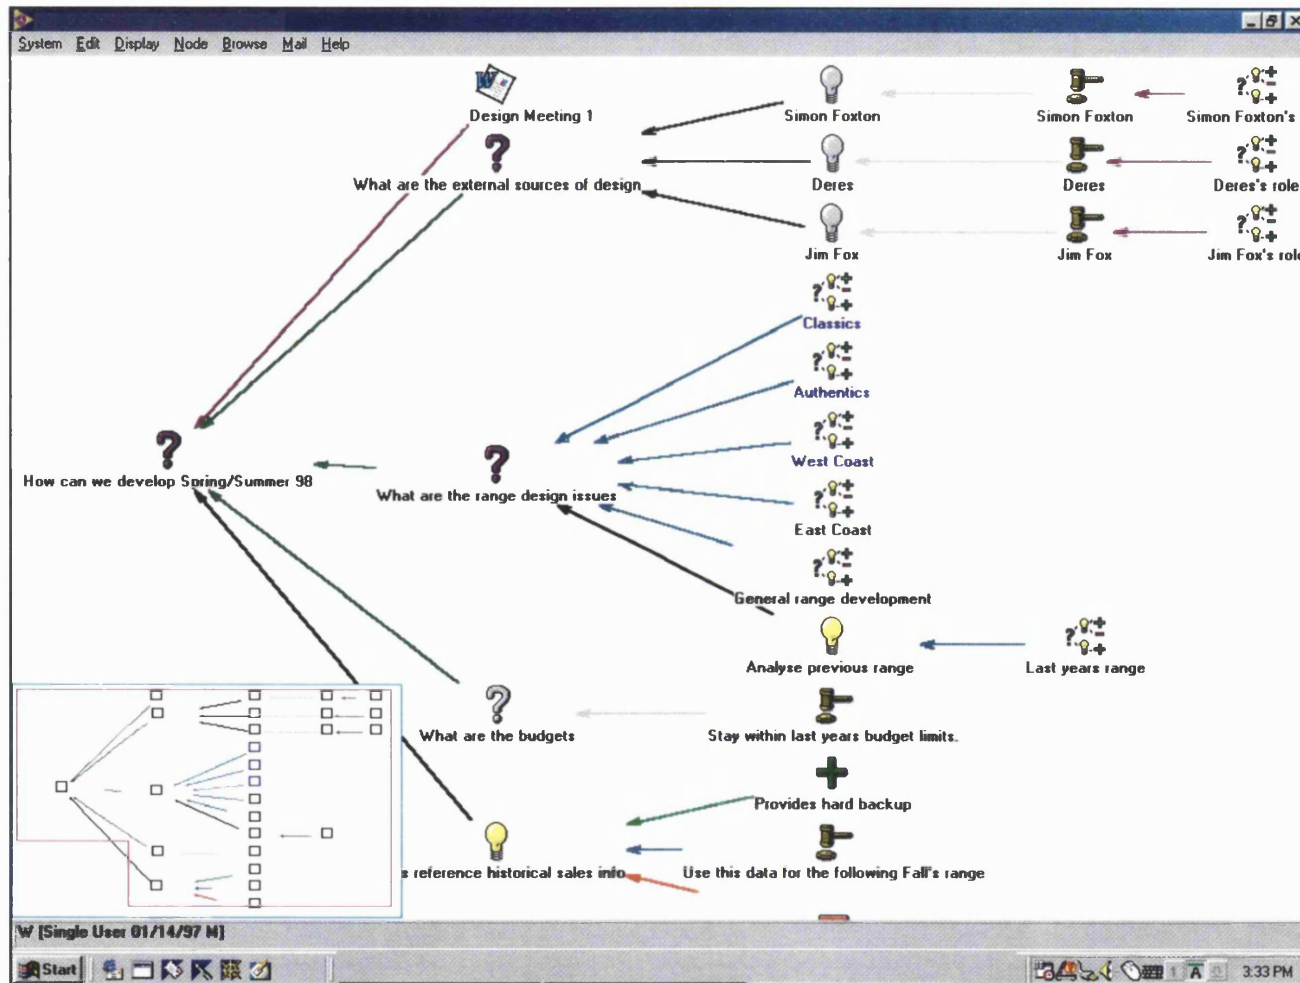 System Edit Display Node Browse Mail Help
Design Meeting 1
Simon Foxton
Simon Foxton
Simon Foxton's
What are the external sources of design
Deres
Deres
Deres's role
Jim Fox
Jim Fox
Jim Fox's role
Classics
Authentics
West Coast
How can we develop Spring/Summer 98
What are the range design issues
East Coast
General range development
Analyse previous range
Last years range
What are the budgets
Stay within last years budget limits.
Provides hard backup
s reference historical sales info
Use this data for the following Fall's range
W [Single User 01/14/97 M]
Start
1 A
3:33 PM